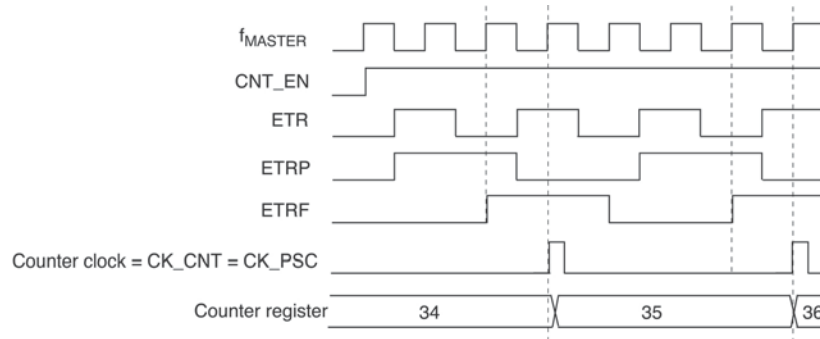 fMASTER
CNT_EN
ETR
ETRP
ETRF
Counter clock = CK_CNT = CK_PSC
Counter register 34 35 36